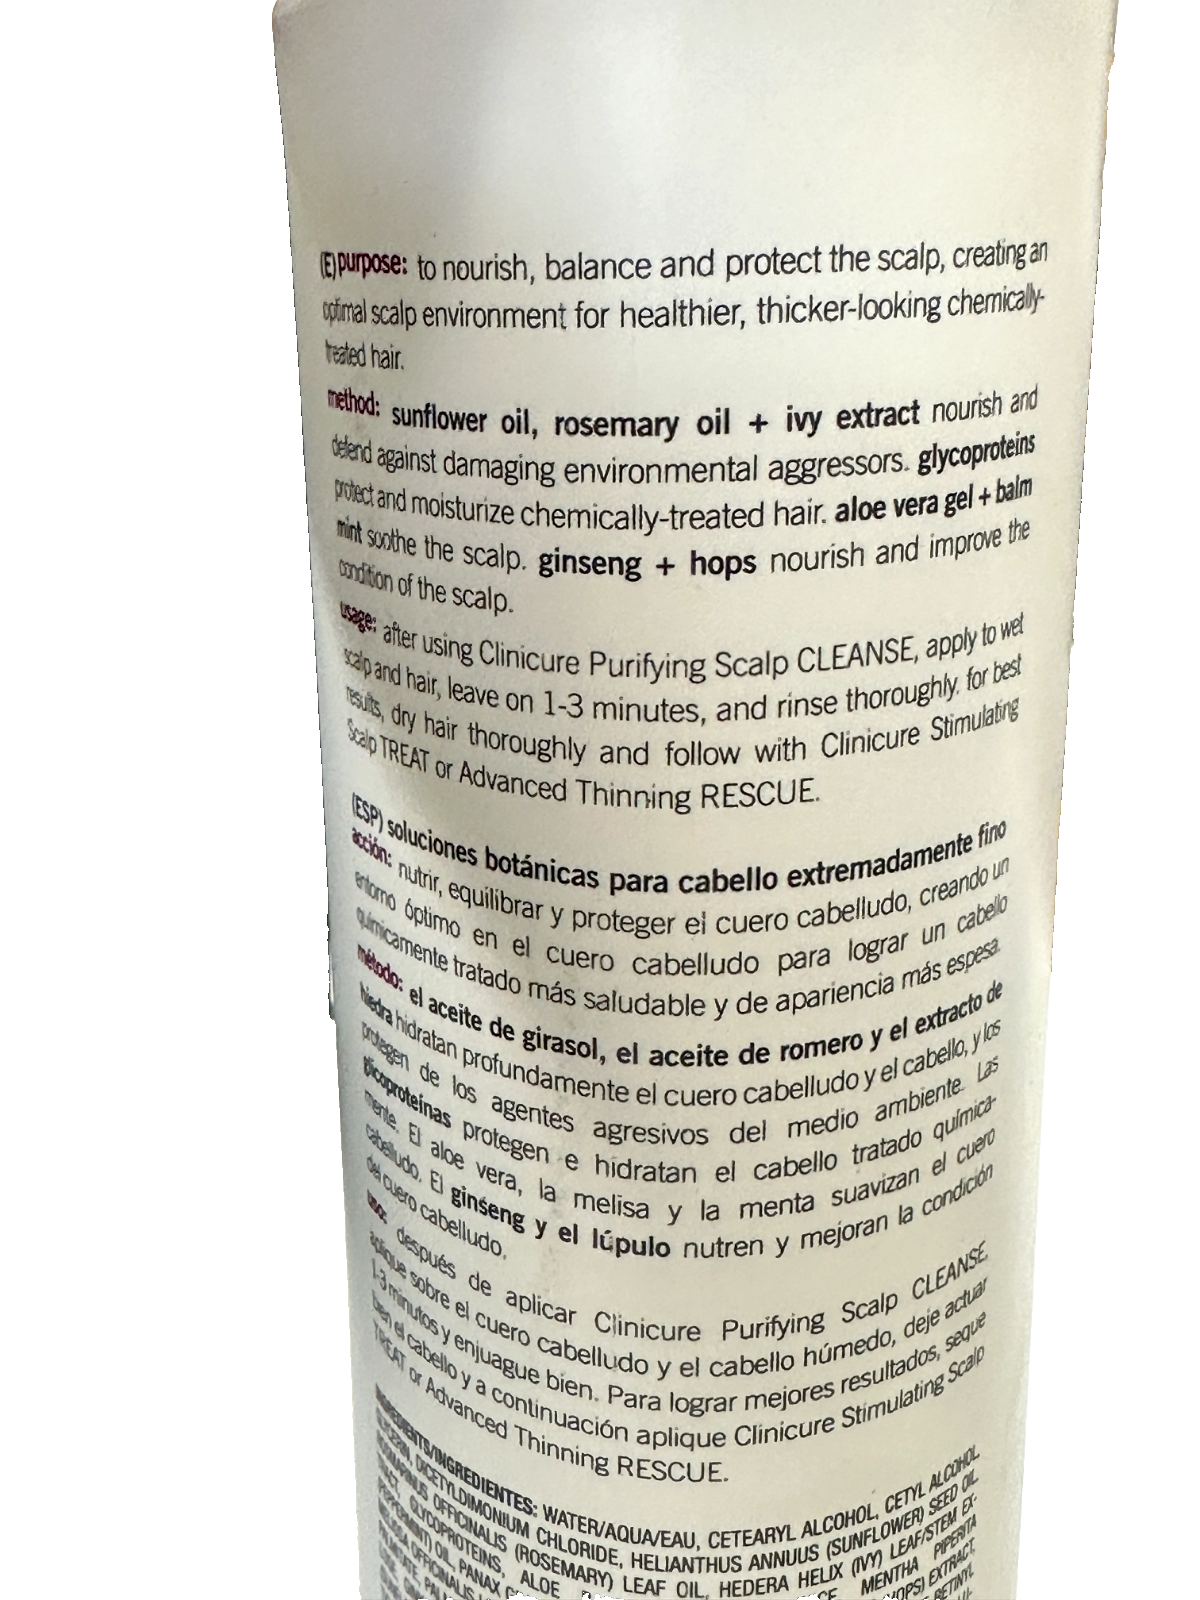 (E) purpose: to nourish, balance and protect the scalp, creating an
optimal scalp environment for healthier, thicker-looking chemically-
treated hair.
method: sunflower oil, rosemary oil + ivy extract nourish and
defend against damaging environmental aggressors. glycoproteins
protect and moisturize chemically-treated hair. aloe vera gel + balm
mint soothe the scalp. ginseng + hops nourish and improve the
condition of the scalp.
usage: after using Clinicure Purifying Scalp CLEANSE, apply to wet
scalp and hair, leave on 1-3 minutes, and rinse thoroughly. for best
results, dry hair thoroughly and follow with Clinicure Stimulating
Scalp TREAT or Advanced Thinning RESCUE.
(ESP) soluciones botánicas para cabello extremadamente fino
acción: nutrir, equilibrar y proteger el cuero cabelludo, creando un
entorno óptimo en el cuero cabelludo para lograr un cabello
químicamente tratado más saludable y de apariencia más espesa.
método: el aceite de girasol, el aceite de romero y el extracto de
hiedra hidratan profundamente el cuero cabelludo y el cabello, y los
protegen de los agentes agresivos del medio ambiente. Las
glicoproteínas protegen e hidratan el cabello tratado química-
mente. El aloe vera, la melisa y la menta suavizan el cuero
cabelludo. El ginseng y el lúpulo nutren y mejoran la condición
del cuero cabelludo.
uso: después de aplicar Clinicure Purifying Scalp CLEANSE,
aplique sobre el cuero cabelludo y el cabello húmedo, deje actuar
1-3 minutos y enjuague bien. Para lograr mejores resultados, seque
bien el cabello y a continuación aplique Clinicure Stimulating Scalp
TREAT or Advanced Thinning RESCUE.
INGREDIENTS/INGREDIENTES: WATER/AQUA/EAU, CETEARYL ALCOHOL, CETYL ALCOHOL,
GLYCERIN, DICETYLDIMONIUM CHLORIDE, HELIANTHUS ANNUUS (SUNFLOWER) SEED OIL,
ROSMARINUS OFFICINALIS (ROSEMARY) LEAF OIL, HEDERA HELIX (IVY) LEAF/STEM EX-
TRACT, GLYCOPROTEINS, ALOE MENTHA PIPERITA
(PEPPERMINT) OIL, PANAX (HOPS) EXTRACT,
MELISSA OFFICINALIS RETINYL